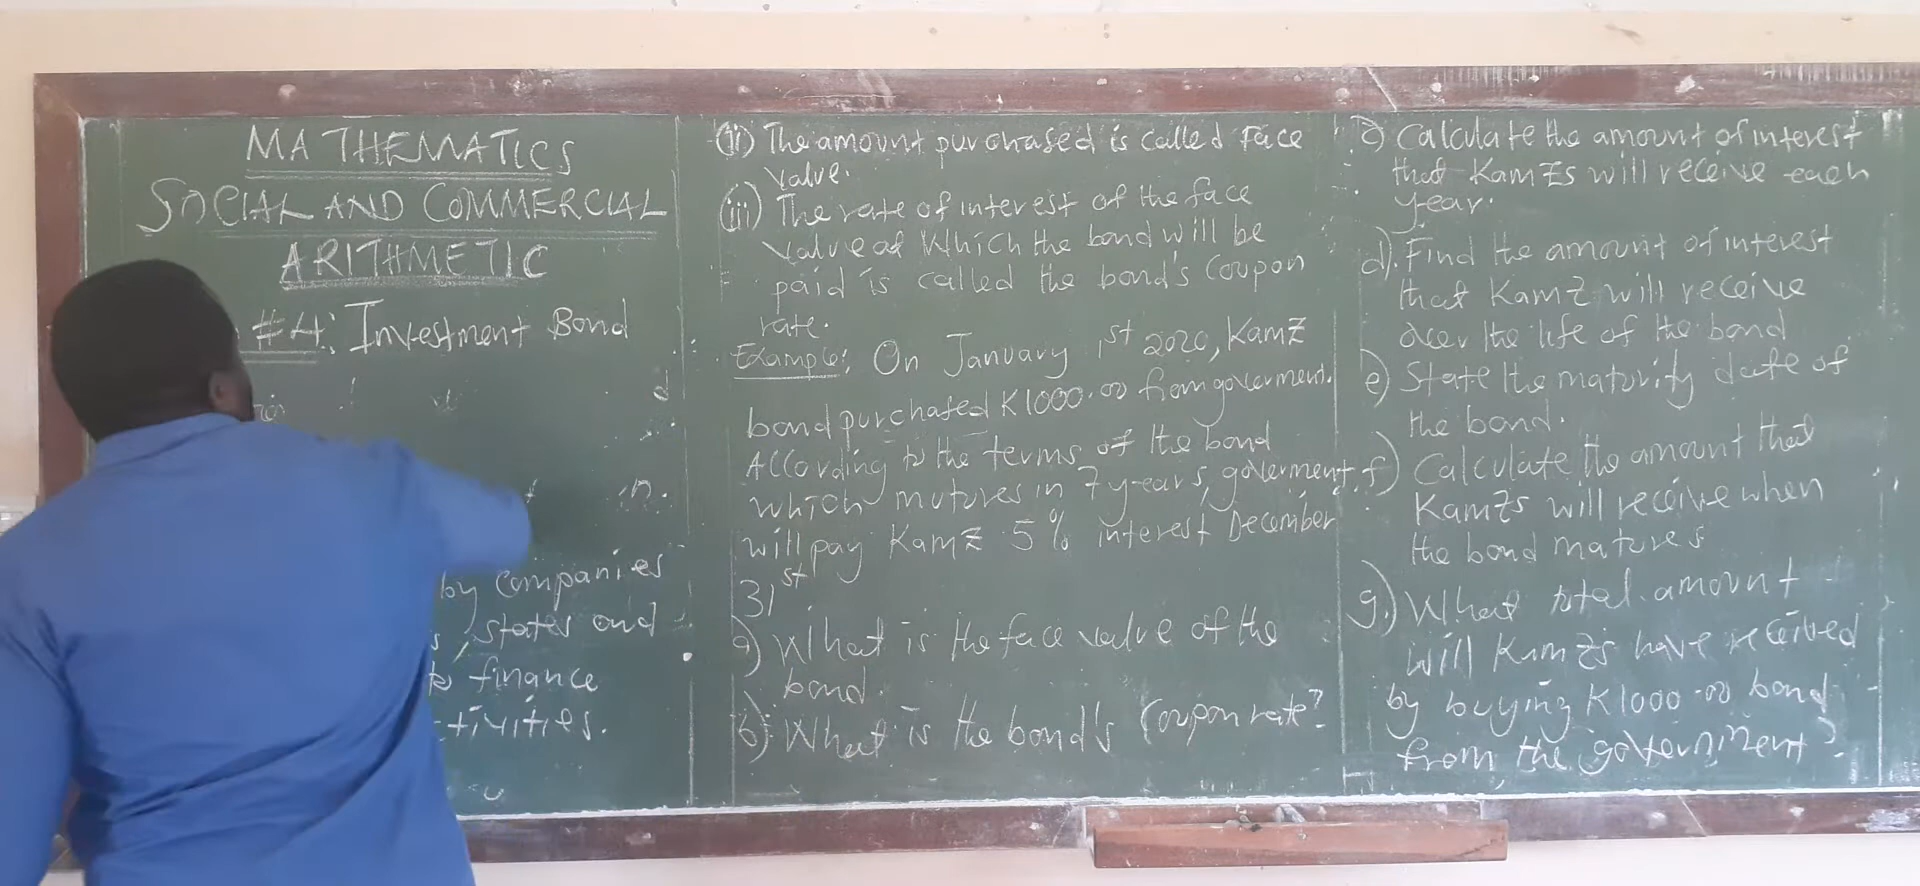 MATHEMATICS
SOCIAL AND COMMERCIAL
ARITHMETIC
#4: Investment Bond
by companies
states and
to finance
tivities.
(ii) The amount purchased is called Face
Value.
(iii) The rate of interest of the face
Value at Which the bond will be
paid is called the bond's Coupon
rate.
Example: On January 1st 2020, Kamz
bond purchased K1000.00 from goverment.
According to the terms of the bond
which mutures in 7 years, goverment
will pay Kamz 5% interest December
31st
a) What is the face value of the
bond.
b) What is the bond's Coupon rate?
c) Calculate the amount of interest
that Kamzs will receive each
year.
d). Find the amount of interest
that Kamz will receive
over the life of the bond
e) State the maturity date of
the bond.
f) Calculate the amount that
Kamzs will receive when
the bond matures
g.) What total amount
will Kamzs have received
by buying K1000.00 bond
from the government?